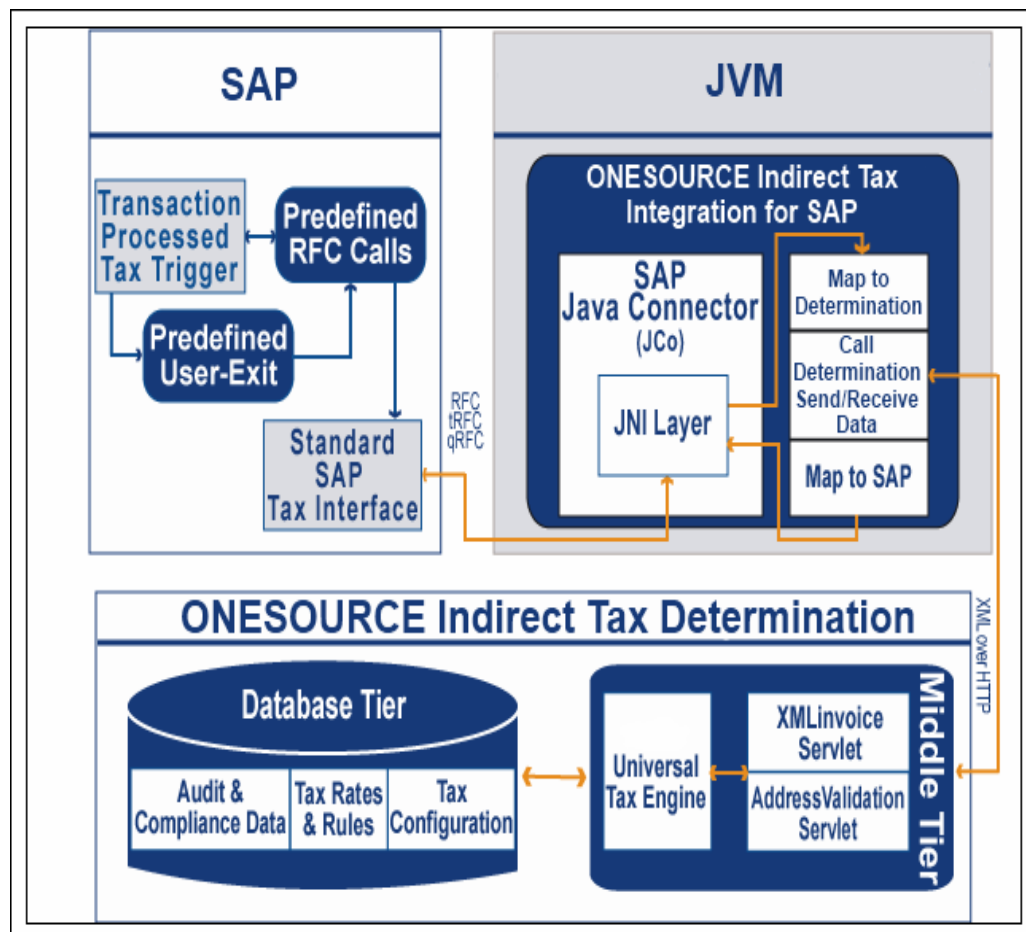 SAP
Transaction
Processed
Tax Trigger
Predefined
RFC Calls
Predefined
User-Exit
Standard
SAP
Tax Interface
RFC
tRFC
qRFC
JVM
ONESOURCE Indirect Tax
Integration for SAP
SAP
Java Connector
(JCo)
JNI Layer
Map to
Determination
Call
Determination
Send/Receive
Data
Map to SAP
XML over HTTP
ONESOURCE Indirect Tax Determination
Database Tier
Audit &
Compliance Data
Tax Rates
& Rules
Tax
Configuration
Universal
Tax Engine
XMLinvoice
Servlet
AddressValidation
Servlet
Middle Tier